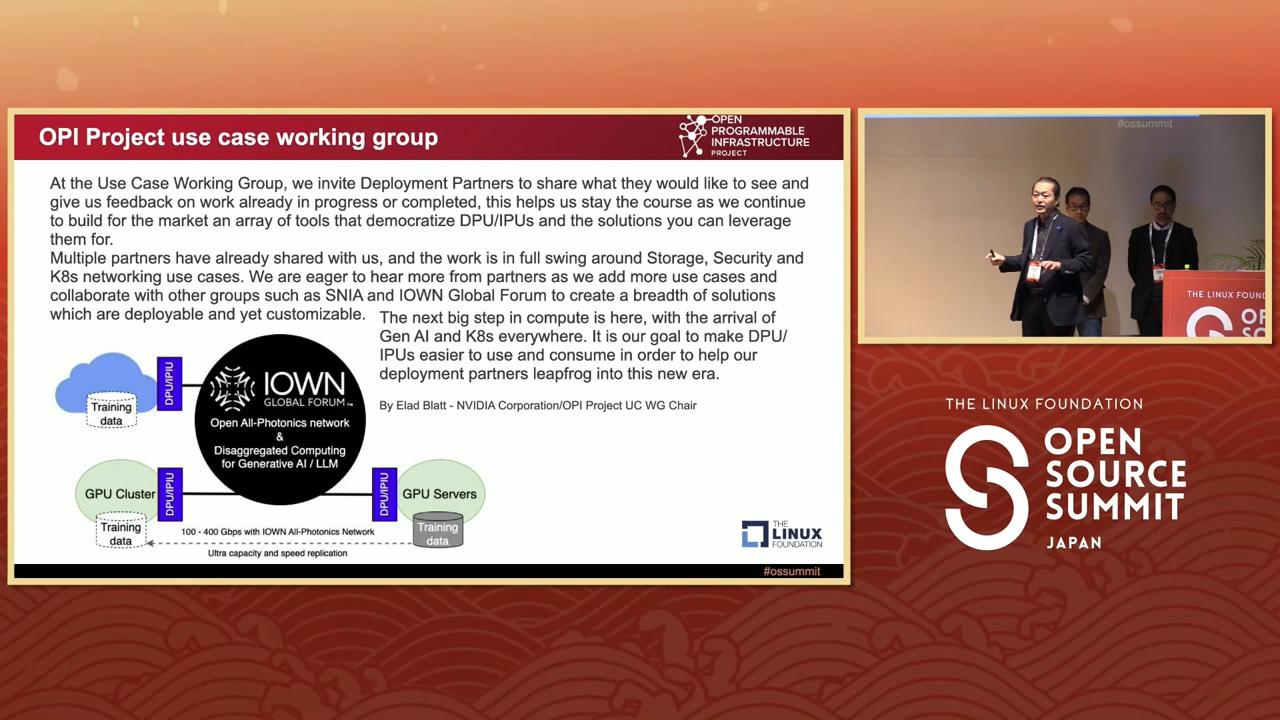 OPI Project use case working group
OPEN
PROGRAMMABLE
INFRASTRUCTURE
PROJECT
At the Use Case Working Group, we invite Deployment Partners to share what they would like to see and
give us feedback on work already in progress or completed, this helps us stay the course as we continue
to build for the market an array of tools that democratize DPU/IPUs and the solutions you can leverage
them for.
Multiple partners have already shared with us, and the work is in full swing around Storage, Security and
K8s networking use cases. We are eager to hear more from partners as we add more use cases and
collaborate with other groups such as SNIA and IOWN Global Forum to create a breadth of solutions
which are deployable and yet customizable.
The next big step in compute is here, with the arrival of
Gen AI and K8s everywhere. It is our goal to make DPU/
IPUs easier to use and consume in order to help our
deployment partners leapfrog into this new era.
By Elad Blatt - NVIDIA Corporation/OPI Project UC WG Chair
Training
data
DPU/IPIU
IOWN
GLOBAL FORUM™
Open All-Photonics network
&
Disaggregated Computing
for Generative AI / LLM
GPU Cluster
DPU/IPIU
DPU/IPIU
GPU Servers
Training
data
100 - 400 Gbps with IOWN All-Photonics Network
Training
data
Ultra capacity and speed replication
THE
LINUX
FOUNDATION
#ossummit
#ossummit
THE LINUX FOUND
OP
SO
THE LINUX FOUNDATION
OPEN
SOURCE
SUMMIT
JAPAN